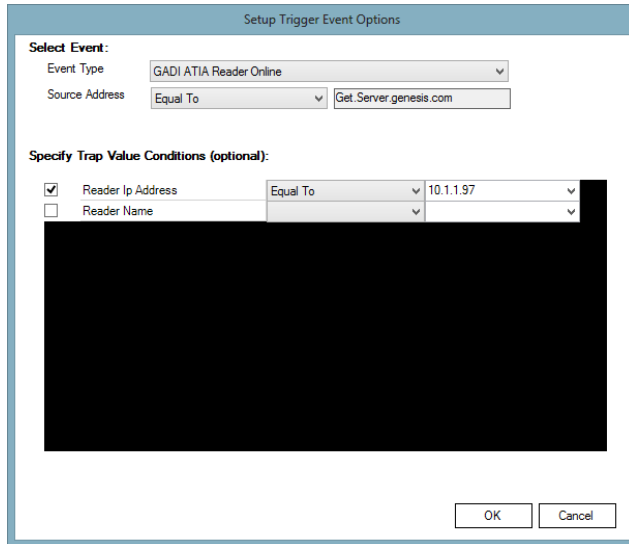 Setup Trigger Event Options
Select Event:
Event Type GADI ATIA Reader Online
Source Address Equal To Get.Server.genesis.com
Specify Trap Value Conditions (optional):
Reader Ip Address Equal To 10.1.1.97
Reader Name
OK Cancel